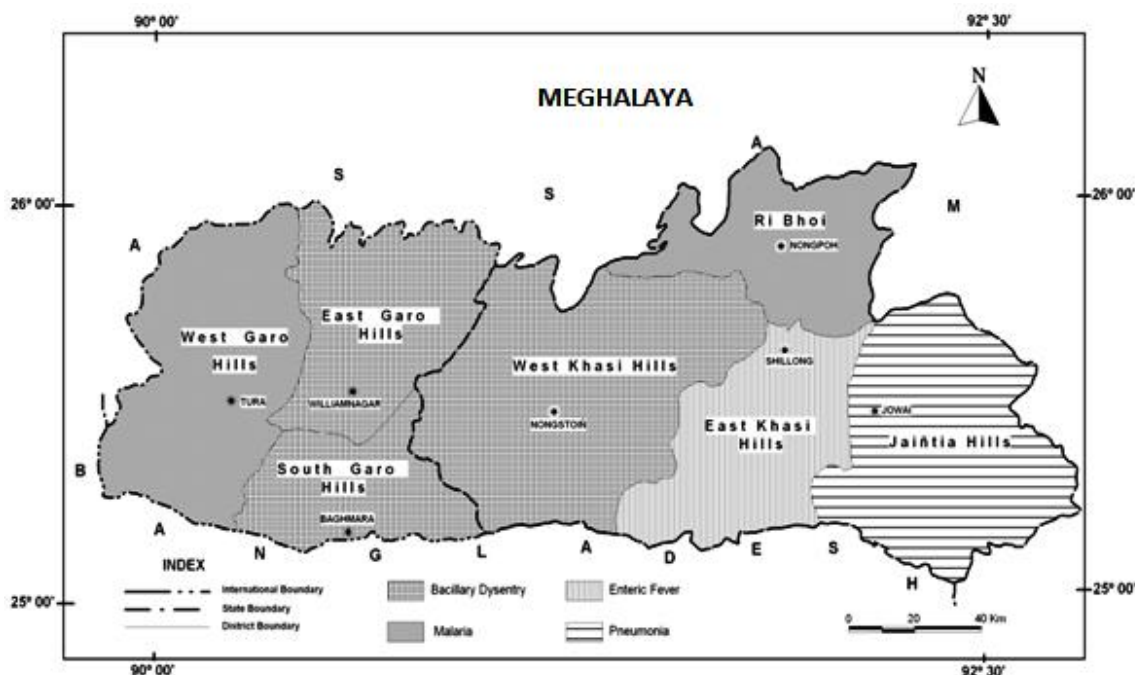 90° 00'
92° 30'
MEGHALAYA
N
A
S
S
26° 00'
26° 00'
M
A
Ri Bhoi
NONGPOH
East Garo
Hills
West Garo
Hills
West Khasi Hills
SHILLONG
TURA
WILLIAMNAGAR
NONGSTOIN
JOWAI
I
East Khasi
Hills
Jaiñtia Hills
B
South Garo
Hills
BAGHMARA
A
N
G
L
A
D
E
S
H
INDEX
International Boundary
State Boundary
District Boundary
Bacillary Dysentry
Enteric Fever
Malaria
Pneumonia
25° 00'
25° 00'
0 20 40 Km
90° 00'
92° 30'